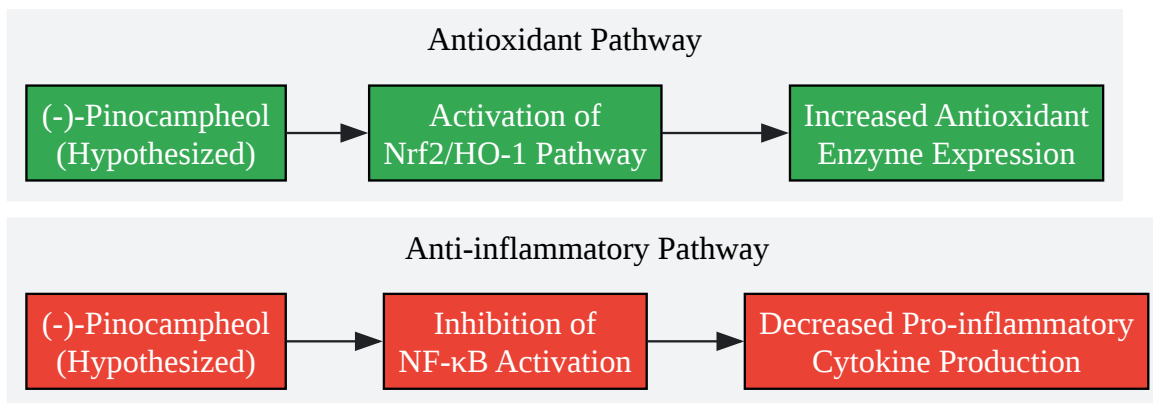 Antioxidant Pathway
(-)-Pinocampheol
(Hypothesized)
Activation of
Nrf2/HO-1 Pathway
Increased Antioxidant
Enzyme Expression
Anti-inflammatory Pathway
(-)-Pinocampheol
(Hypothesized)
Inhibition of
NF-κB Activation
Decreased Pro-inflammatory
Cytokine Production